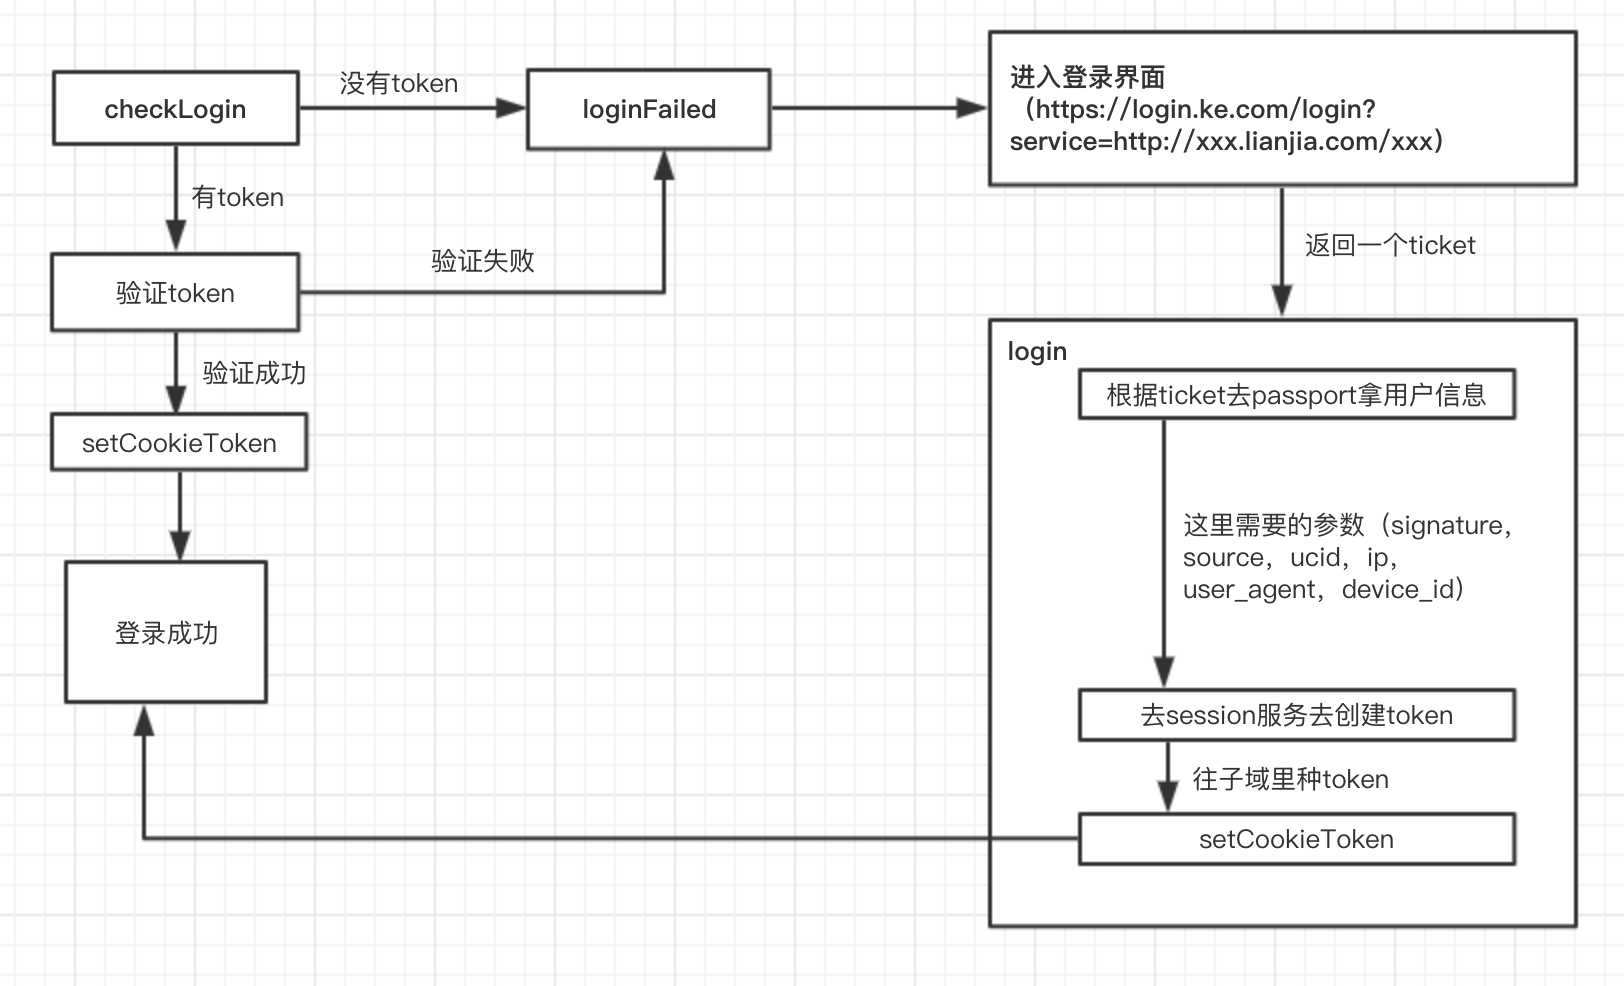 checkLogin
没有token
loginFailed
进入登录界面
（https://login.ke.com/login?
service=http://xxx.lianjia.com/xxx）
有token
验证token
验证失败
返回一个ticket
验证成功
setCookieToken
登录成功
login
根据ticket去passport拿用户信息
这里需要的参数（signature，
source，ucid，ip，
user_agent，device_id）
去session服务去创建token
往子域里种token
setCookieToken